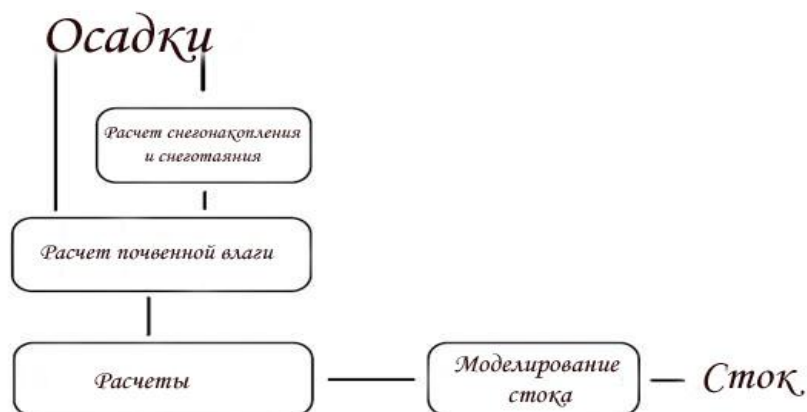 Осадки
Расчет снегонакопления
и снеготаяния
Расчет почвенной влаги
Расчеты
Моделирование
стока
Сток